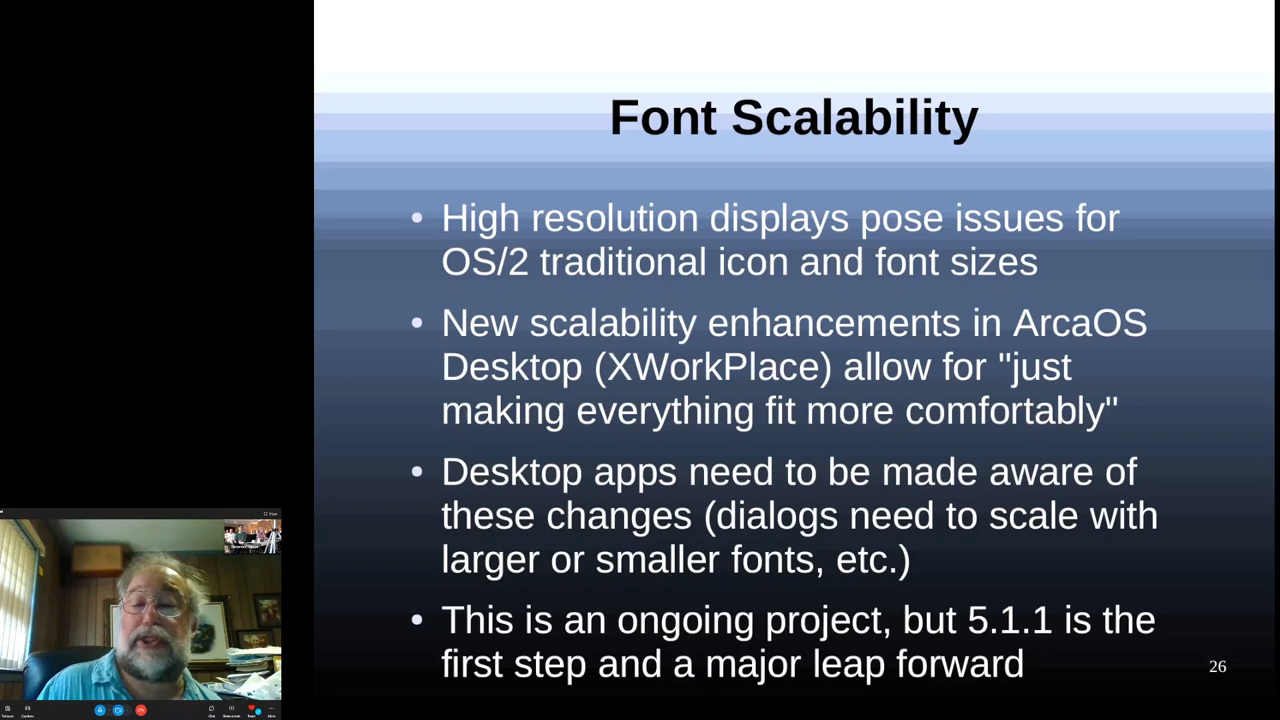 Font Scalability
• High resolution displays pose issues for
OS/2 traditional icon and font sizes
• New scalability enhancements in ArcaOS
Desktop (XWorkPlace) allow for "just
making everything fit more comfortably"
• Desktop apps need to be made aware of
these changes (dialogs need to scale with
larger or smaller fonts, etc.)
• This is an ongoing project, but 5.1.1 is the
first step and a major leap forward
26
View